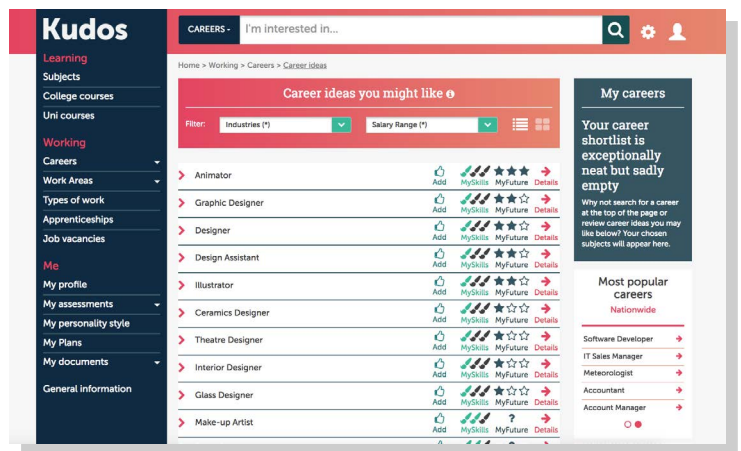 Kudos
Learning
Subjects
College courses
Uni courses
Working
Careers
Work Areas
Types of work
Apprenticeships
Job vacancies
Me
My profile
My assessments
My personality style
My Plans
My documents
General information
CAREERS - I'm interested in...
Home > Working > Careers > Career ideas
Career ideas you might like
Filter: Industries (*) Salary Range (*)
Animator Add MySkills MyFuture Details
Graphic Designer Add MySkills MyFuture Details
Designer Add MySkills MyFuture Details
Design Assistant Add MySkills MyFuture Details
Illustrator Add MySkills MyFuture Details
Ceramics Designer Add MySkills MyFuture Details
Theatre Designer Add MySkills MyFuture Details
Interior Designer Add MySkills MyFuture Details
Glass Designer Add MySkills MyFuture Details
Make-up Artist Add MySkills ? MyFuture Details
My careers
Your career
shortlist is
exceptionally
neat but sadly
empty
Why not search for a career
at the top of the page or
review career ideas you may
like below? Your chosen
subjects will appear here.
Most popular
careers
Nationwide
Software Developer
IT Sales Manager
Meteorologist
Accountant
Account Manager